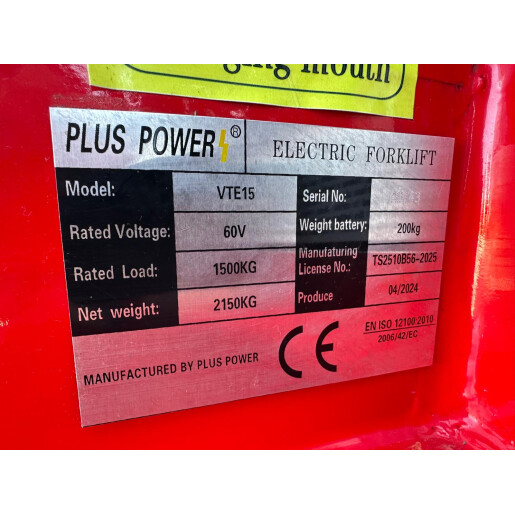 ging mouth
PLUS POWER® ELECTRIC FORKLIFT
Model: VTE15 Serial No:
Rated Voltage: 60V Weight battery: 200kg
Rated Load: 1500KG Manufaturing License No.: TS2510B56-2025
Net weight: 2150KG Produce 04/2024
MANUFACTURED BY PLUS POWER CE EN ISO 12100:2010
2006/42/EC